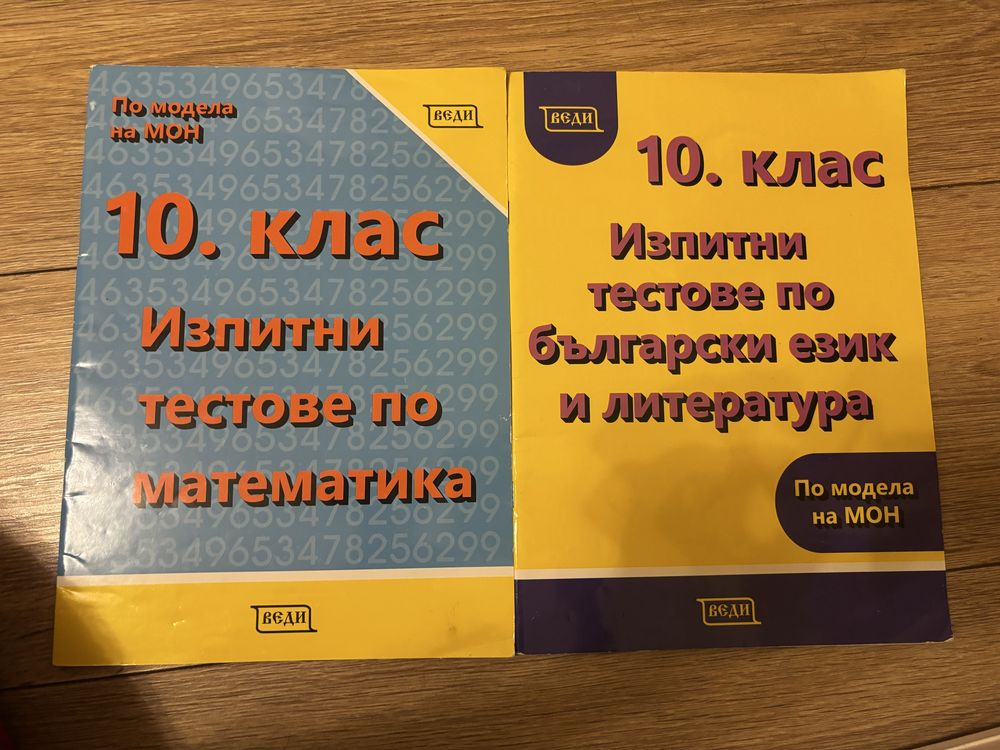 По модела
на МОН
ВЕДИ
10. клас
Изпитни
тестове по
математика
ВЕДИ
ВЕДИ
10. клас
Изпитни
тестове по
български език
и литература
По модела
на МОН
ВЕДИ